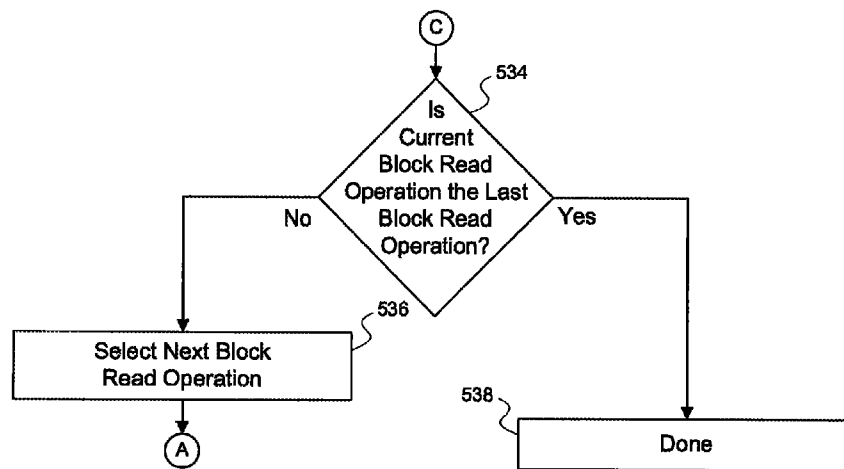 C
534
Is
Current
Block Read
Operation the Last
Block Read
Operation?
No
Yes
536
Select Next Block
Read Operation
A
538
Done